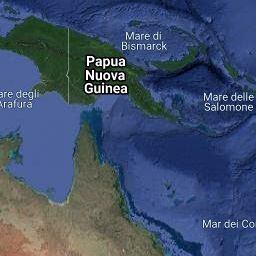 Mare di
Bismarck
Papua
Nuova
Guinea
are degli
Arafura
Mare delle
Salomone
Mar dei Co